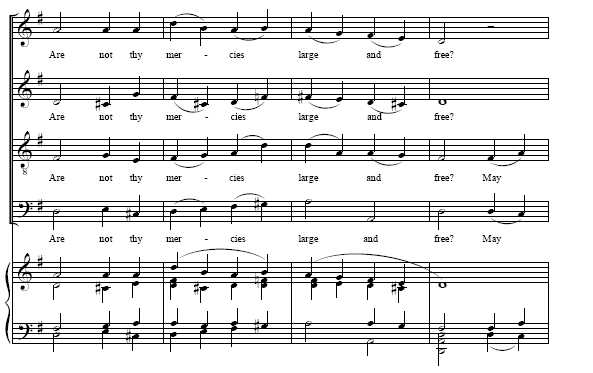 Are not thy mer - cies large and free?
Are not thy mer - cies large and free?
8
Are not thy mer - cies large and free? May
Are not thy mer - cies large and free? May